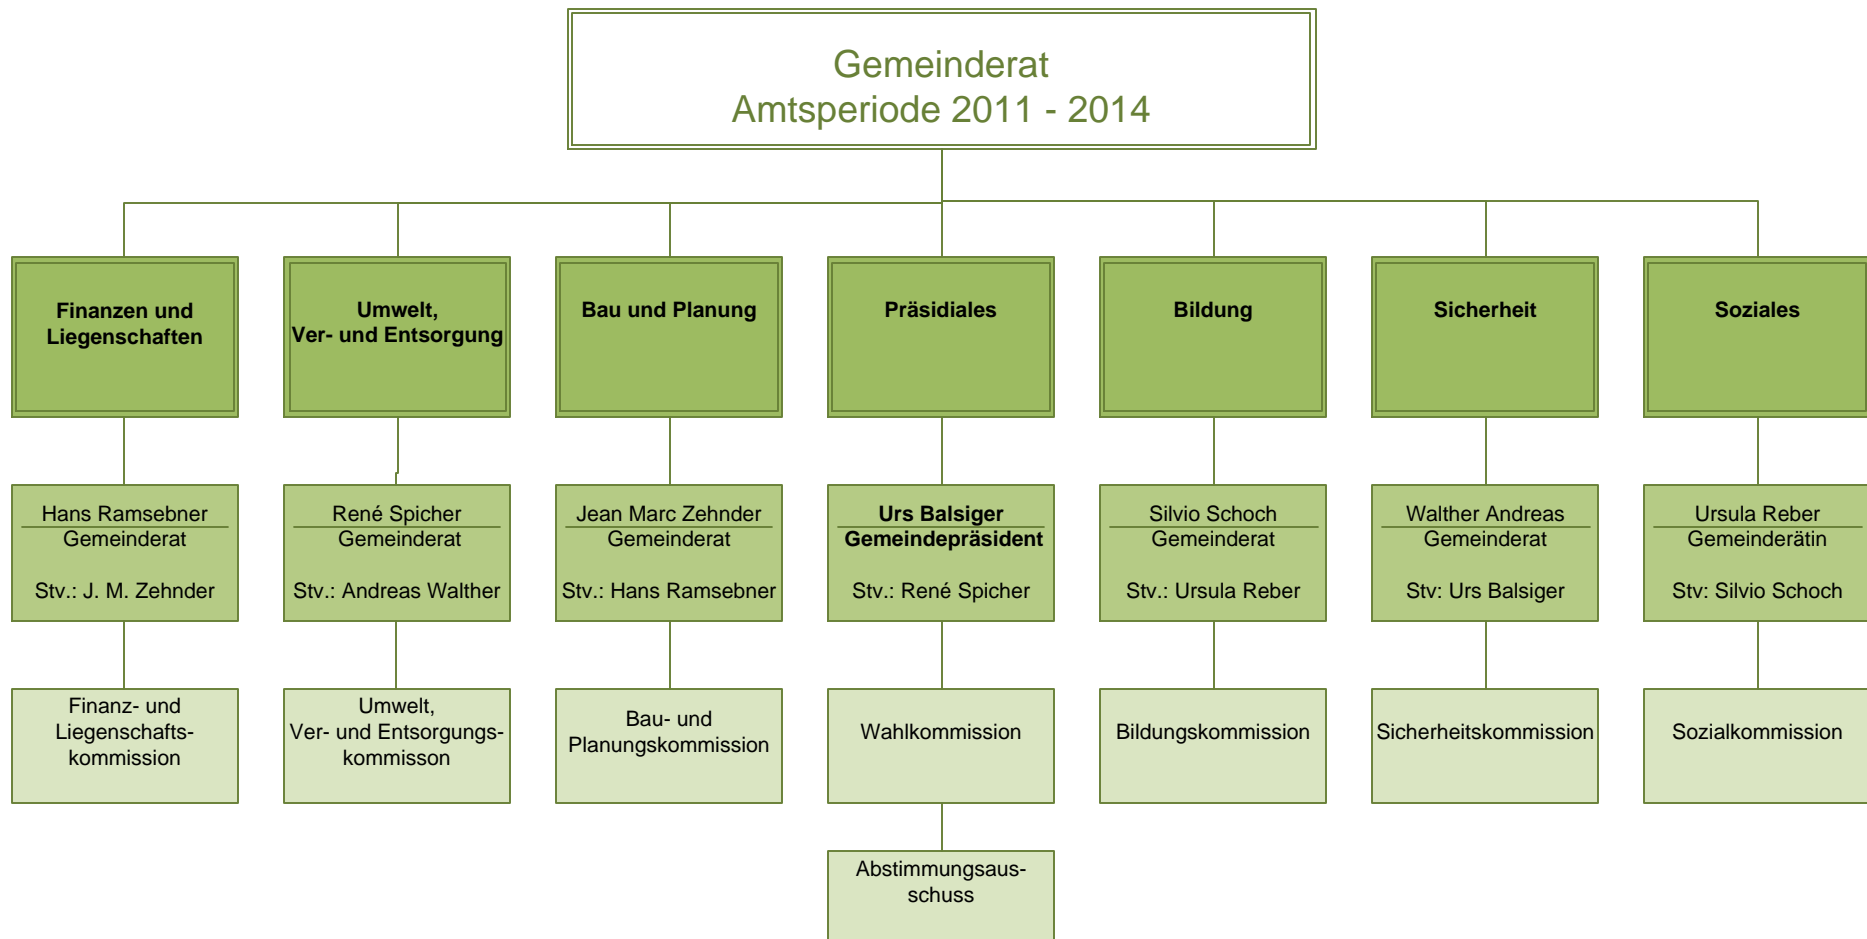 Gemeinderat
Amtsperiode 2011 - 2014
Finanzen und
Liegenschaften
Umwelt,
Ver- und Entsorgung
Bau und Planung
Präsidiales
Bildung
Sicherheit
Soziales
Hans Ramsebner
Gemeinderat
Stv.: J. M. Zehnder
René Spicher
Gemeinderat
Stv.: Andreas Walther
Jean Marc Zehnder
Gemeinderat
Stv.: Hans Ramsebner
Urs Balsiger
Gemeindepräsident
Stv.: René Spicher
Silvio Schoch
Gemeinderat
Stv.: Ursula Reber
Walther Andreas
Gemeinderat
Stv: Urs Balsiger
Ursula Reber
Gemeinderätin
Stv: Silvio Schoch
Finanz- und
Liegenschafts-
kommission
Umwelt,
Ver- und Entsorgungs-
kommisson
Bau- und
Planungskommission
Wahlkommission
Bildungskommission
Sicherheitskommission
Sozialkommission
Abstimmungsaus-
schuss